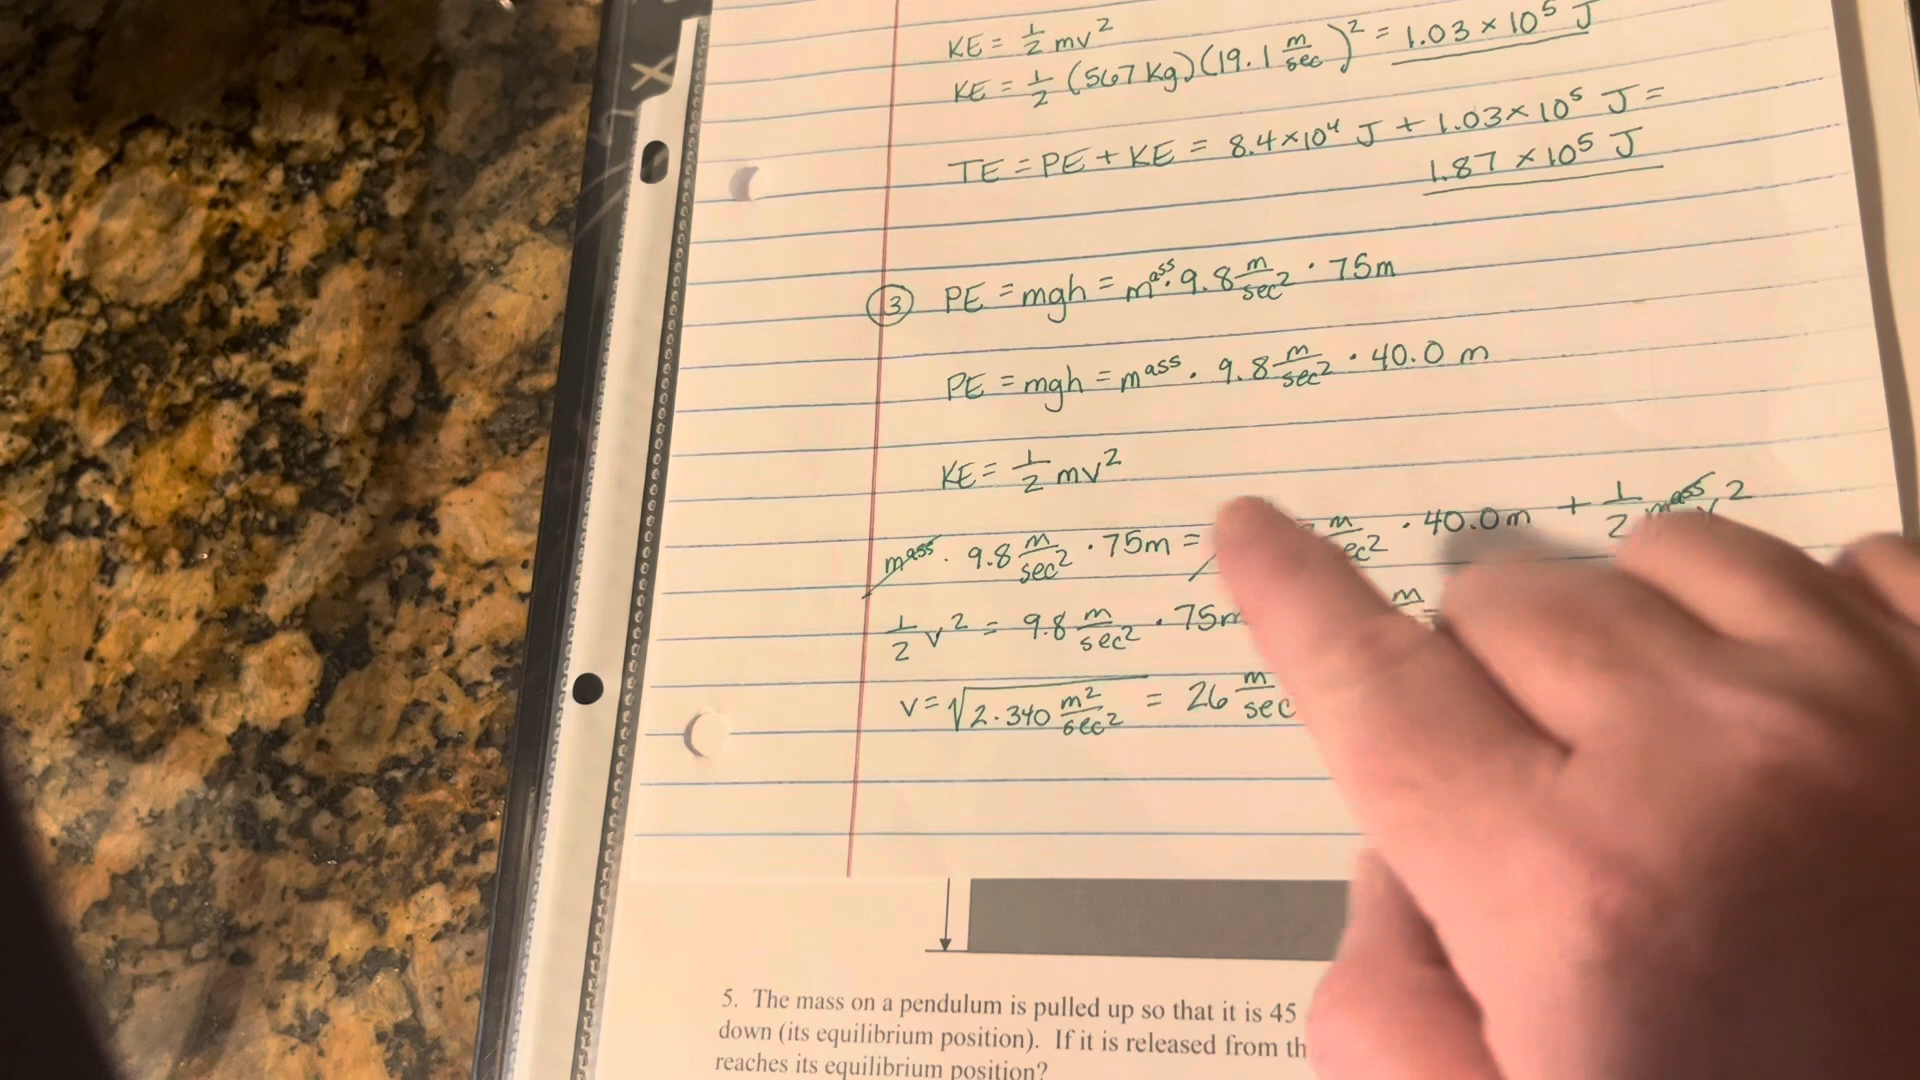 KE = 1/2 mv²
KE = 1/2 (567 Kg)(19.1 m/sec)² = 1.03 × 10⁵ J
TE = PE + KE = 8.4×10⁴ J + 1.03×10⁵ J =
1.87 × 10⁵ J
③ PE = mgh = mass · 9.8 m/sec² · 75m
PE = mgh = mass · 9.8 m/sec² · 40.0 m
KE = 1/2 mv²
mass · 9.8 m/sec² · 75m = m/sec² · 40.0m + 1/2 mass v²
1/2 v² = 9.8 m/sec² · 75m m
v = √2·340 m²/sec² = 26 m/sec
5. The mass on a pendulum is pulled up so that it is 45
down (its equilibrium position). If it is released from th
reaches its equilibrium position?